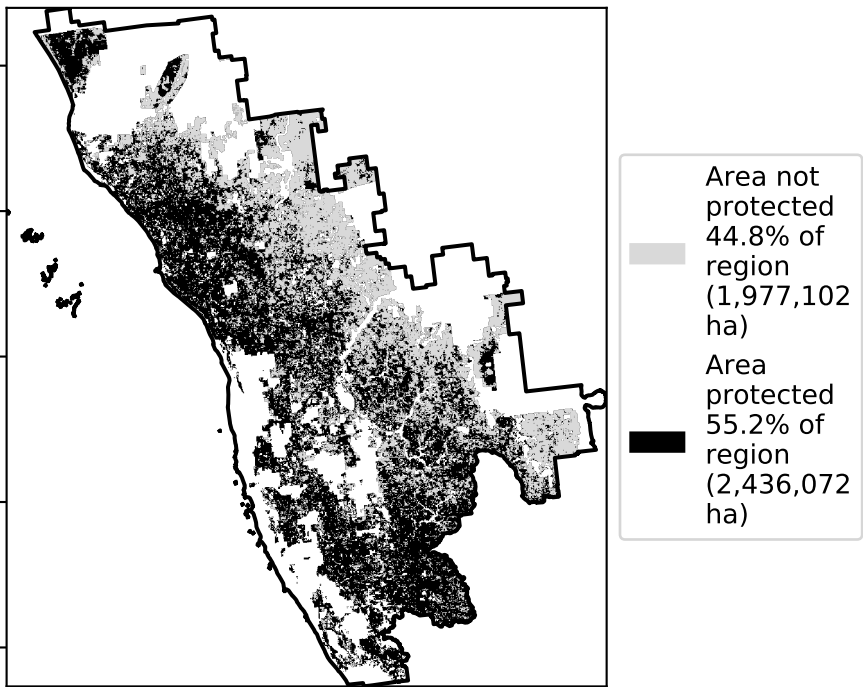 Area not
protected
44.8% of
region
(1,977,102
ha)
Area
protected
55.2% of
region
(2,436,072
ha)